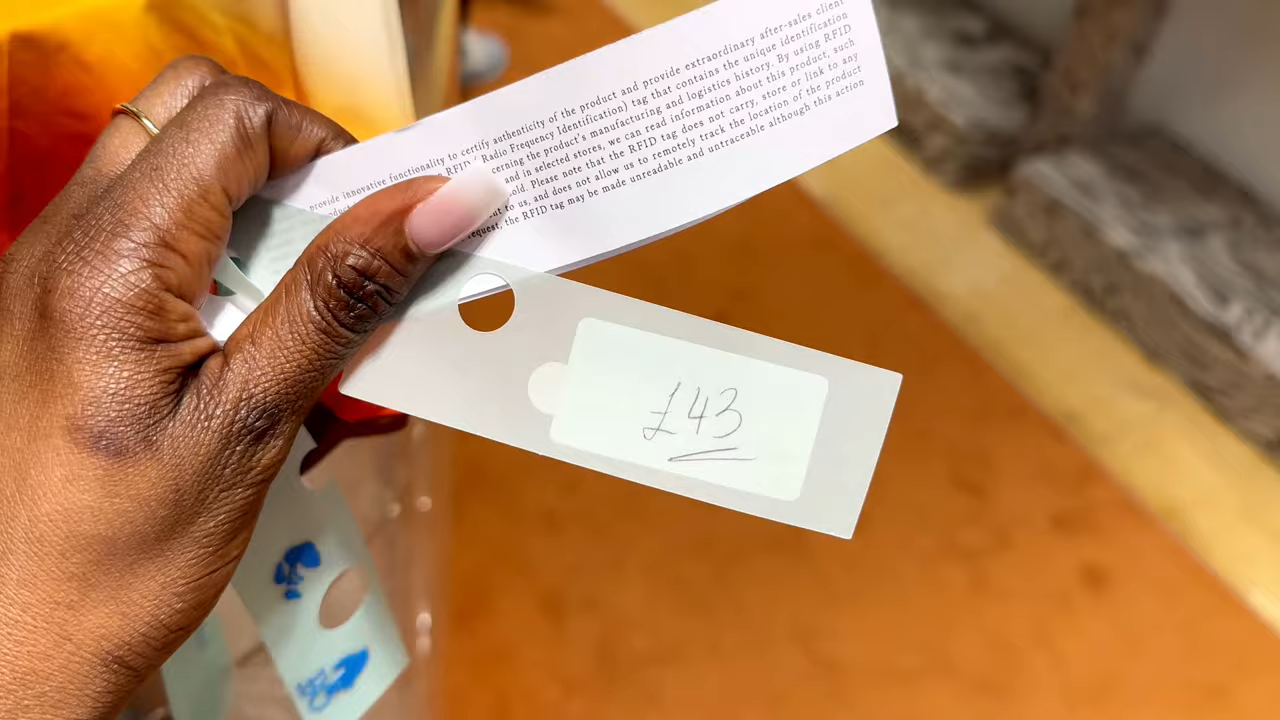 provide innovative functionality to certify authenticity of the product and provide extraordinary after-sales client
RFID (Radio Frequency Identification) tag that contains the unique identification
cerning the product's manufacturing and logistics history. By using RFID
and in selected stores, we can read information about this product, such
old. Please note that the RFID tag does not carry, store or link to any
to us, and does not allow us to remotely track the location of the product
request, the RFID tag may be made unreadable and untraceable although this action
£43